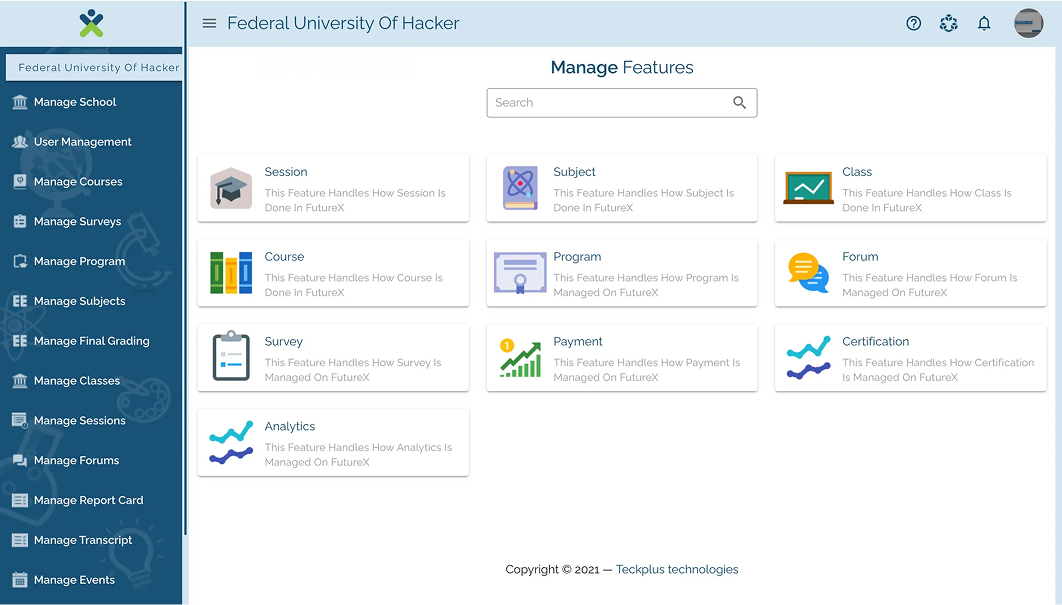 Federal University Of Hacker
Federal University Of Hacker
Manage School
User Management
Manage Courses
Manage Surveys
Manage Program
Manage Subjects
Manage Final Grading
Manage Classes
Manage Sessions
Manage Forums
Manage Report Card
Manage Transcript
Manage Events
Manage Features
Search
Session
This Feature Handles How Session Is
Done In FutureX
Subject
This Feature Handles How Subject Is
Done In FutureX
Class
This Feature Handles How Class Is
Done In FutureX
Course
This Feature Handles How Course Is
Done In FutureX
Program
This Feature Handles How Program Is
Managed On FutureX
Forum
This Feature Handles How Forum Is
Managed On FutureX
Survey
This Feature Handles How Survey Is
Managed On FutureX
1
Payment
This Feature Handles How Payment Is
Managed On FutureX
Certification
This Feature Handles How Certification
Is Managed On FutureX
Analytics
This Feature Handles How Analytics Is
Managed On FutureX
Copyright © 2021 — Teckplus technologies